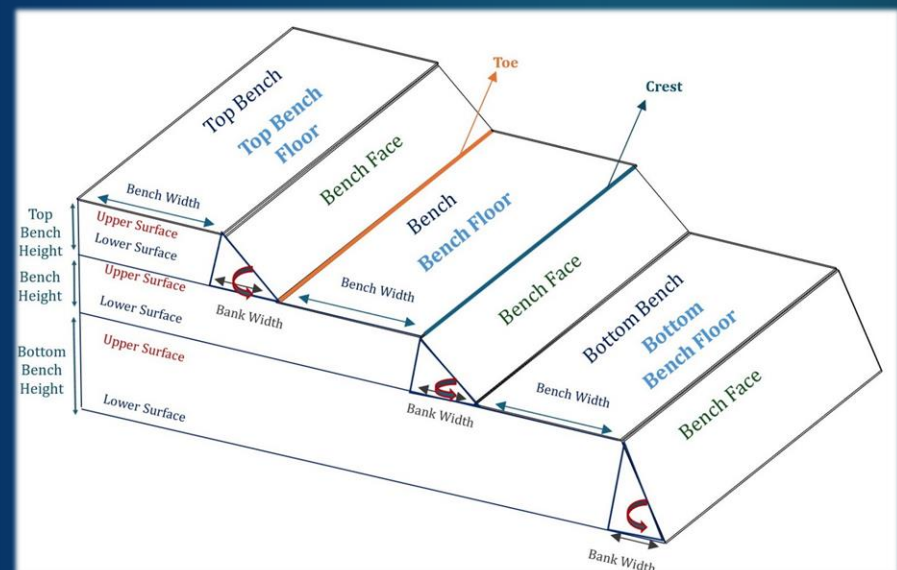 Toe
Crest
Top Bench
Top Bench
Floor
Bench Face
Bench Width
Top
Bench
Height
Upper Surface
Lower Surface
Bench
Bench Floor
Bench
Height
Upper Surface
Lower Surface
Bank Width
Bench Width
Bench Face
Bottom Bench
Bottom
Bench Floor
Bottom
Bench
Height
Upper Surface
Lower Surface
Bank Width
Bench Width
Bench Face
Bank Width